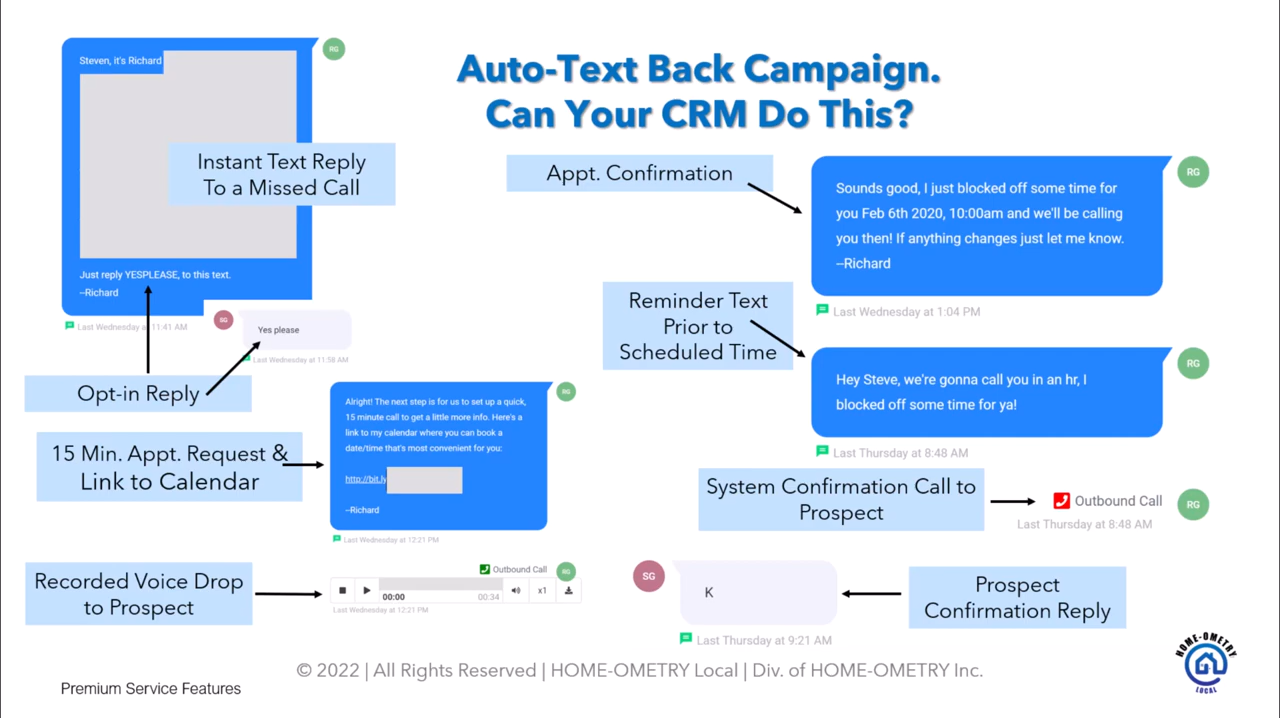 Auto-Text Back Campaign.
Can Your CRM Do This?
Steven, it's Richard
RG
Instant Text Reply
To a Missed Call
Just reply YESPLEASE, to this text.
--Richard
Last Wednesday at 11:41 AM
SG
Yes please
Last Wednesday at 11:58 AM
Opt-in Reply
15 Min. Appt. Request &
Link to Calendar
RG
Alright! The next step is for us to set up a quick,
15 minute call to get a little more info. Here's a
link to my calendar where you can book a
date/time that's most convenient for you:
http://bit.ly
--Richard
Last Wednesday at 12:21 PM
Recorded Voice Drop
to Prospect
Outbound Call
RG
00:00
00:34
x1
Last Wednesday at 12:21 PM
Appt. Confirmation
RG
Sounds good, I just blocked off some time for
you Feb 6th 2020, 10:00am and we'll be calling
you then! If anything changes just let me know.
--Richard
Last Wednesday at 1:04 PM
Reminder Text
Prior to
Scheduled Time
RG
Hey Steve, we're gonna call you in an hr, I
blocked off some time for ya!
Last Thursday at 8:48 AM
System Confirmation Call to
Prospect
Outbound Call
RG
Last Thursday at 8:48 AM
SG
K
Prospect
Confirmation Reply
Last Thursday at 9:21 AM
© 2022 | All Rights Reserved | HOME-OMETRY Local | Div. of HOME-OMETRY Inc.
Premium Service Features
HOME-OMETRY
LOCAL